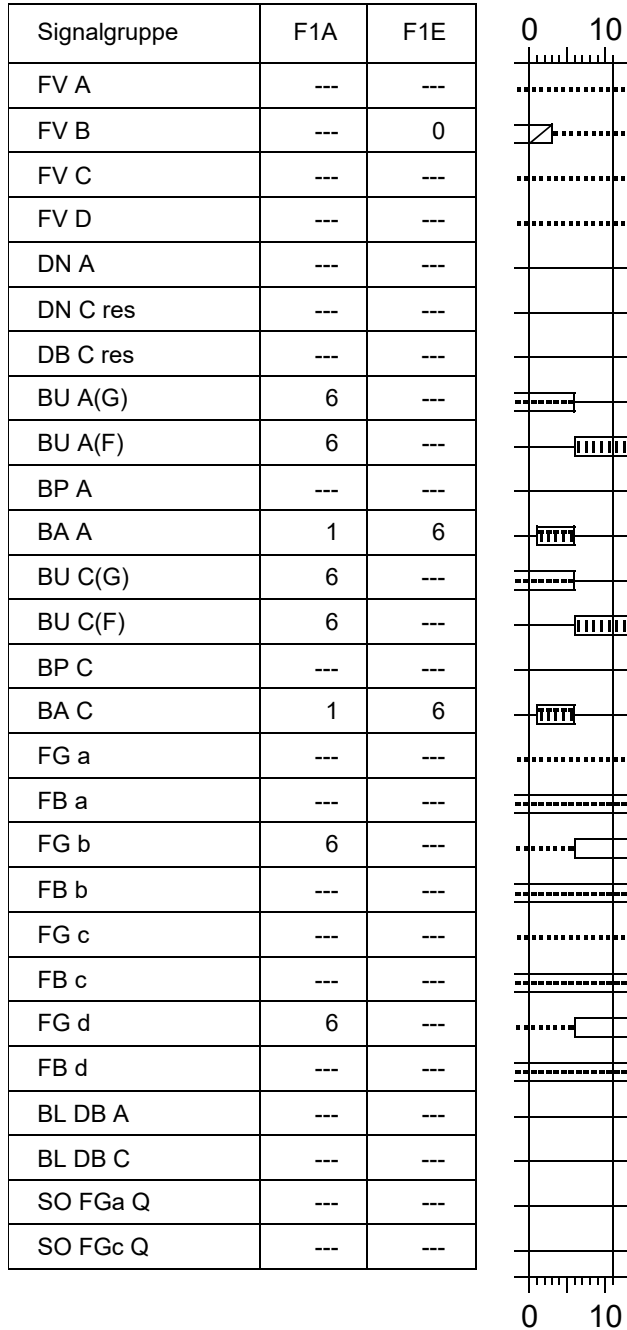 Signalgruppe F1A F1E 0 10
FV A --- ---
FV B --- 0
FV C --- ---
FV D --- ---
DN A --- ---
DN C res --- ---
DB C res --- ---
BU A(G) 6 ---
BU A(F) 6 ---
BP A --- ---
BA A 1 6
BU C(G) 6 ---
BU C(F) 6 ---
BP C --- ---
BA C 1 6
FG a --- ---
FB a --- ---
FG b 6 ---
FB b --- ---
FG c --- ---
FB c --- ---
FG d 6 ---
FB d --- ---
BL DB A --- ---
BL DB C --- ---
SO FGa Q --- ---
SO FGc Q --- ---
0 10